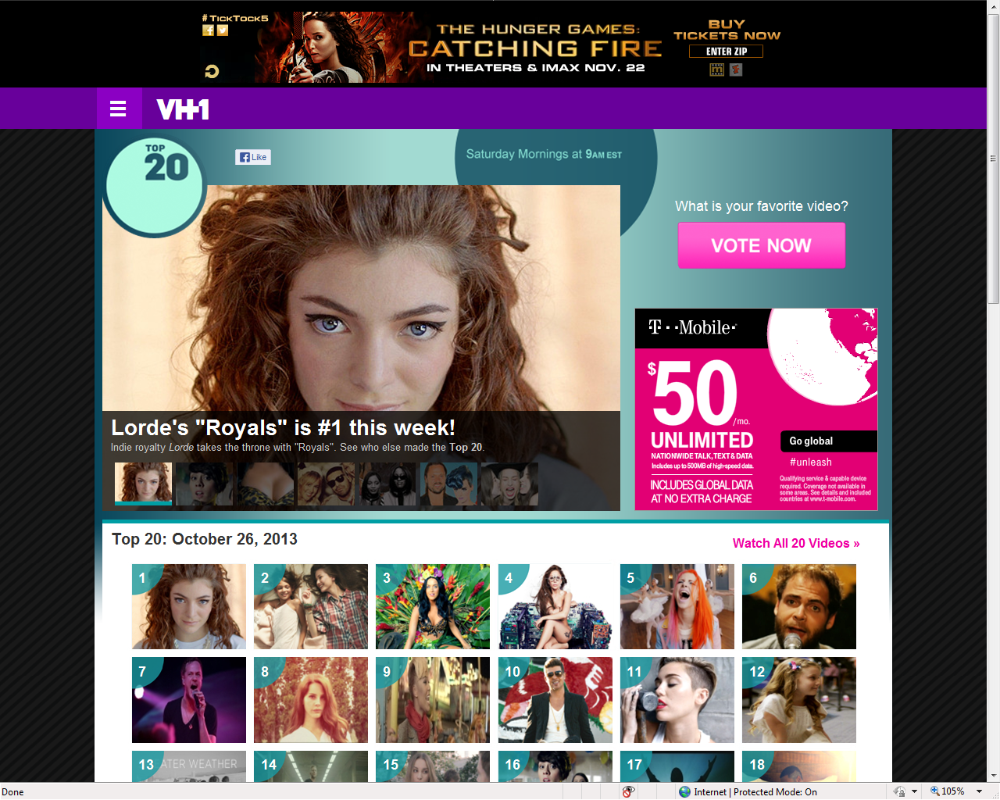 #TICKTOCK5
THE HUNGER GAMES:
CATCHING FIRE
IN THEATERS & IMAX NOV. 22
BUY
TICKETS NOW
ENTER ZIP
VH1
TOP
20
Like
Saturday Mornings at 9AM EST
What is your favorite video?
VOTE NOW
T··Mobile·
$50
/mo.
UNLIMITED
NATIONWIDE TALK, TEXT & DATA
Includes up to 500MB of high-speed data.
INCLUDES GLOBAL DATA
AT NO EXTRA CHARGE
Go global
#unleash
Qualifying service & capable device
required. Coverage not available in
some areas. See details and included
countries at www.t-mobile.com.
Lorde's "Royals" is #1 this week!
Indie royalty Lorde takes the throne with "Royals". See who else made the Top 20.
Top 20: October 26, 2013
Watch All 20 Videos »
1
2
3
4
5
6
7
8
9
10
11
12
13
ATER WEATHER
14
15
16
17
18
Done
Internet | Protected Mode: On
105%